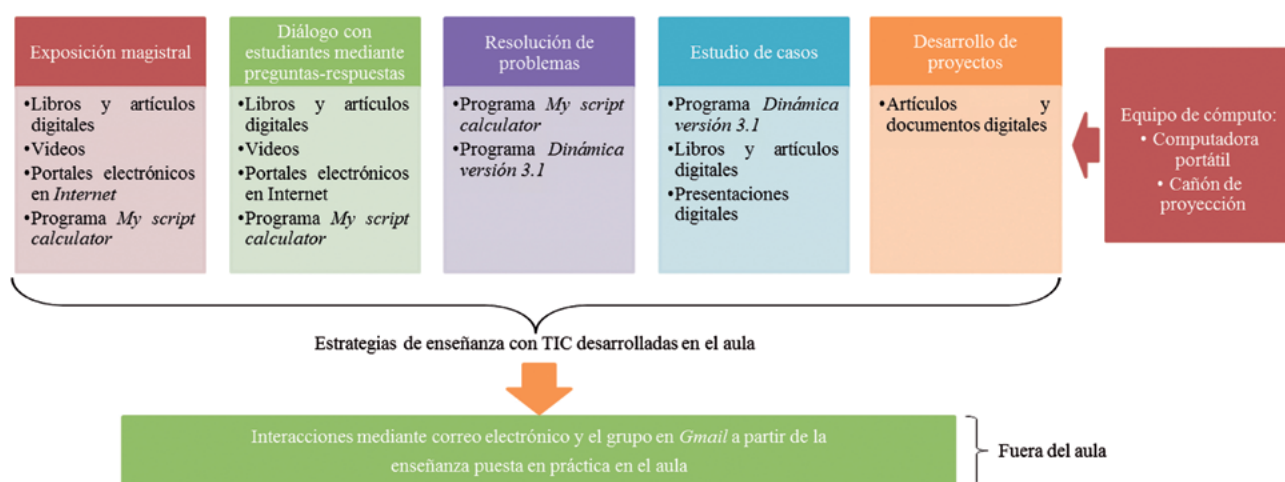 Exposición magistral
•Libros y artículos
digitales
•Videos
•Portales electrónicos
en Internet
•Programa My script
calculator
Diálogo con
estudiantes mediante
preguntas-respuestas
•Libros y artículos
digitales
•Videos
•Portales electrónicos
en Internet
•Programa My script
calculator
Resolución de
problemas
•Programa My script
calculator
•Programa Dinámica
versión 3.1
Estudio de casos
•Programa Dinámica
versión 3.1
•Libros y artículos
digitales
•Presentaciones
digitales
Desarrollo de
proyectos
•Artículos y
documentos digitales
Equipo de cómputo:
• Computadora
portátil
• Cañón de
proyección
Estrategias de enseñanza con TIC desarrolladas en el aula
Interacciones mediante correo electrónico y el grupo en Gmail a partir de la
enseñanza puesta en práctica en el aula
Fuera del aula